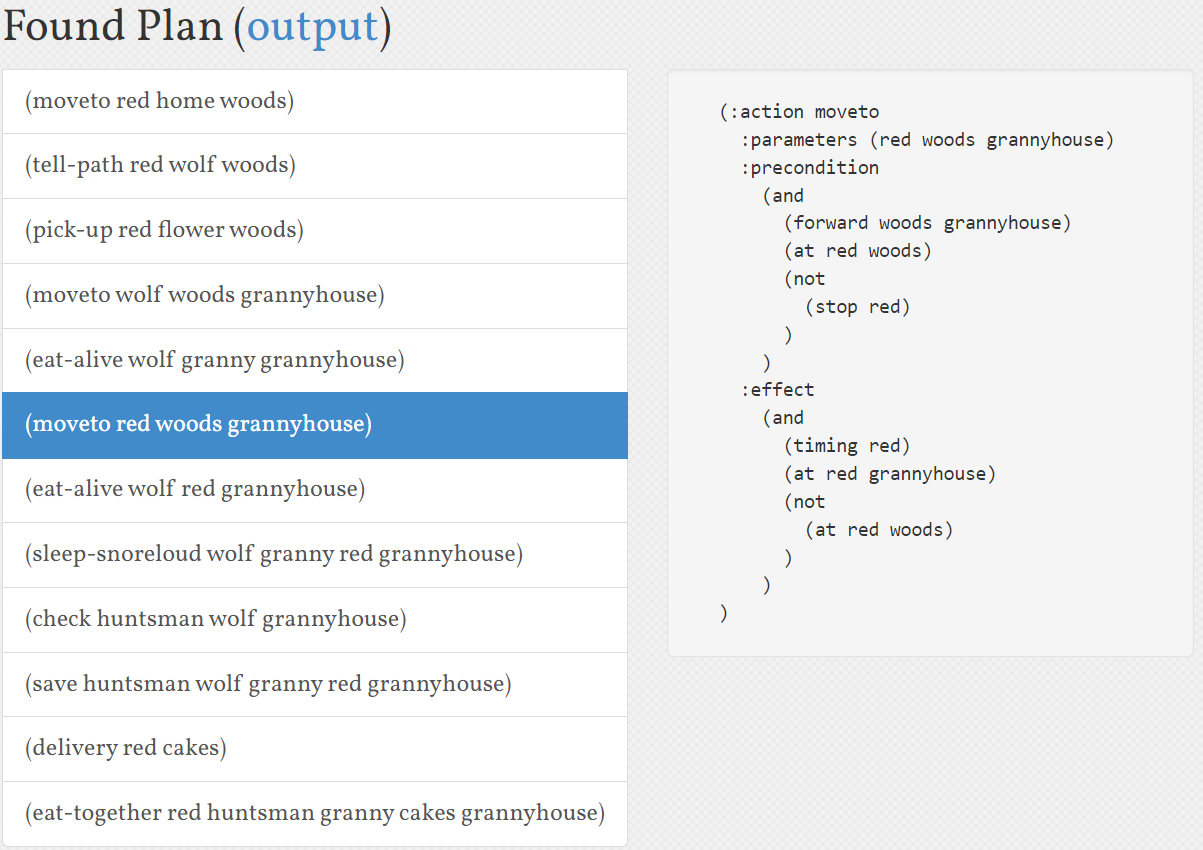 Found Plan (output)
(moveto red home woods)
(tell-path red wolf woods)
(pick-up red flower woods)
(moveto wolf woods grannyhouse)
(eat-alive wolf granny grannyhouse)
(moveto red woods grannyhouse)
(eat-alive wolf red grannyhouse)
(sleep-snoreloud wolf granny red grannyhouse)
(check huntsman wolf grannyhouse)
(save huntsman wolf granny red grannyhouse)
(delivery red cakes)
(eat-together red huntsman granny cakes grannyhouse)
(:action moveto
:parameters (red woods grannyhouse)
:precondition
(and
(forward woods grannyhouse)
(at red woods)
(not
(stop red)
)
)
:effect
(and
(timing red)
(at red grannyhouse)
(not
(at red woods)
)
)
)